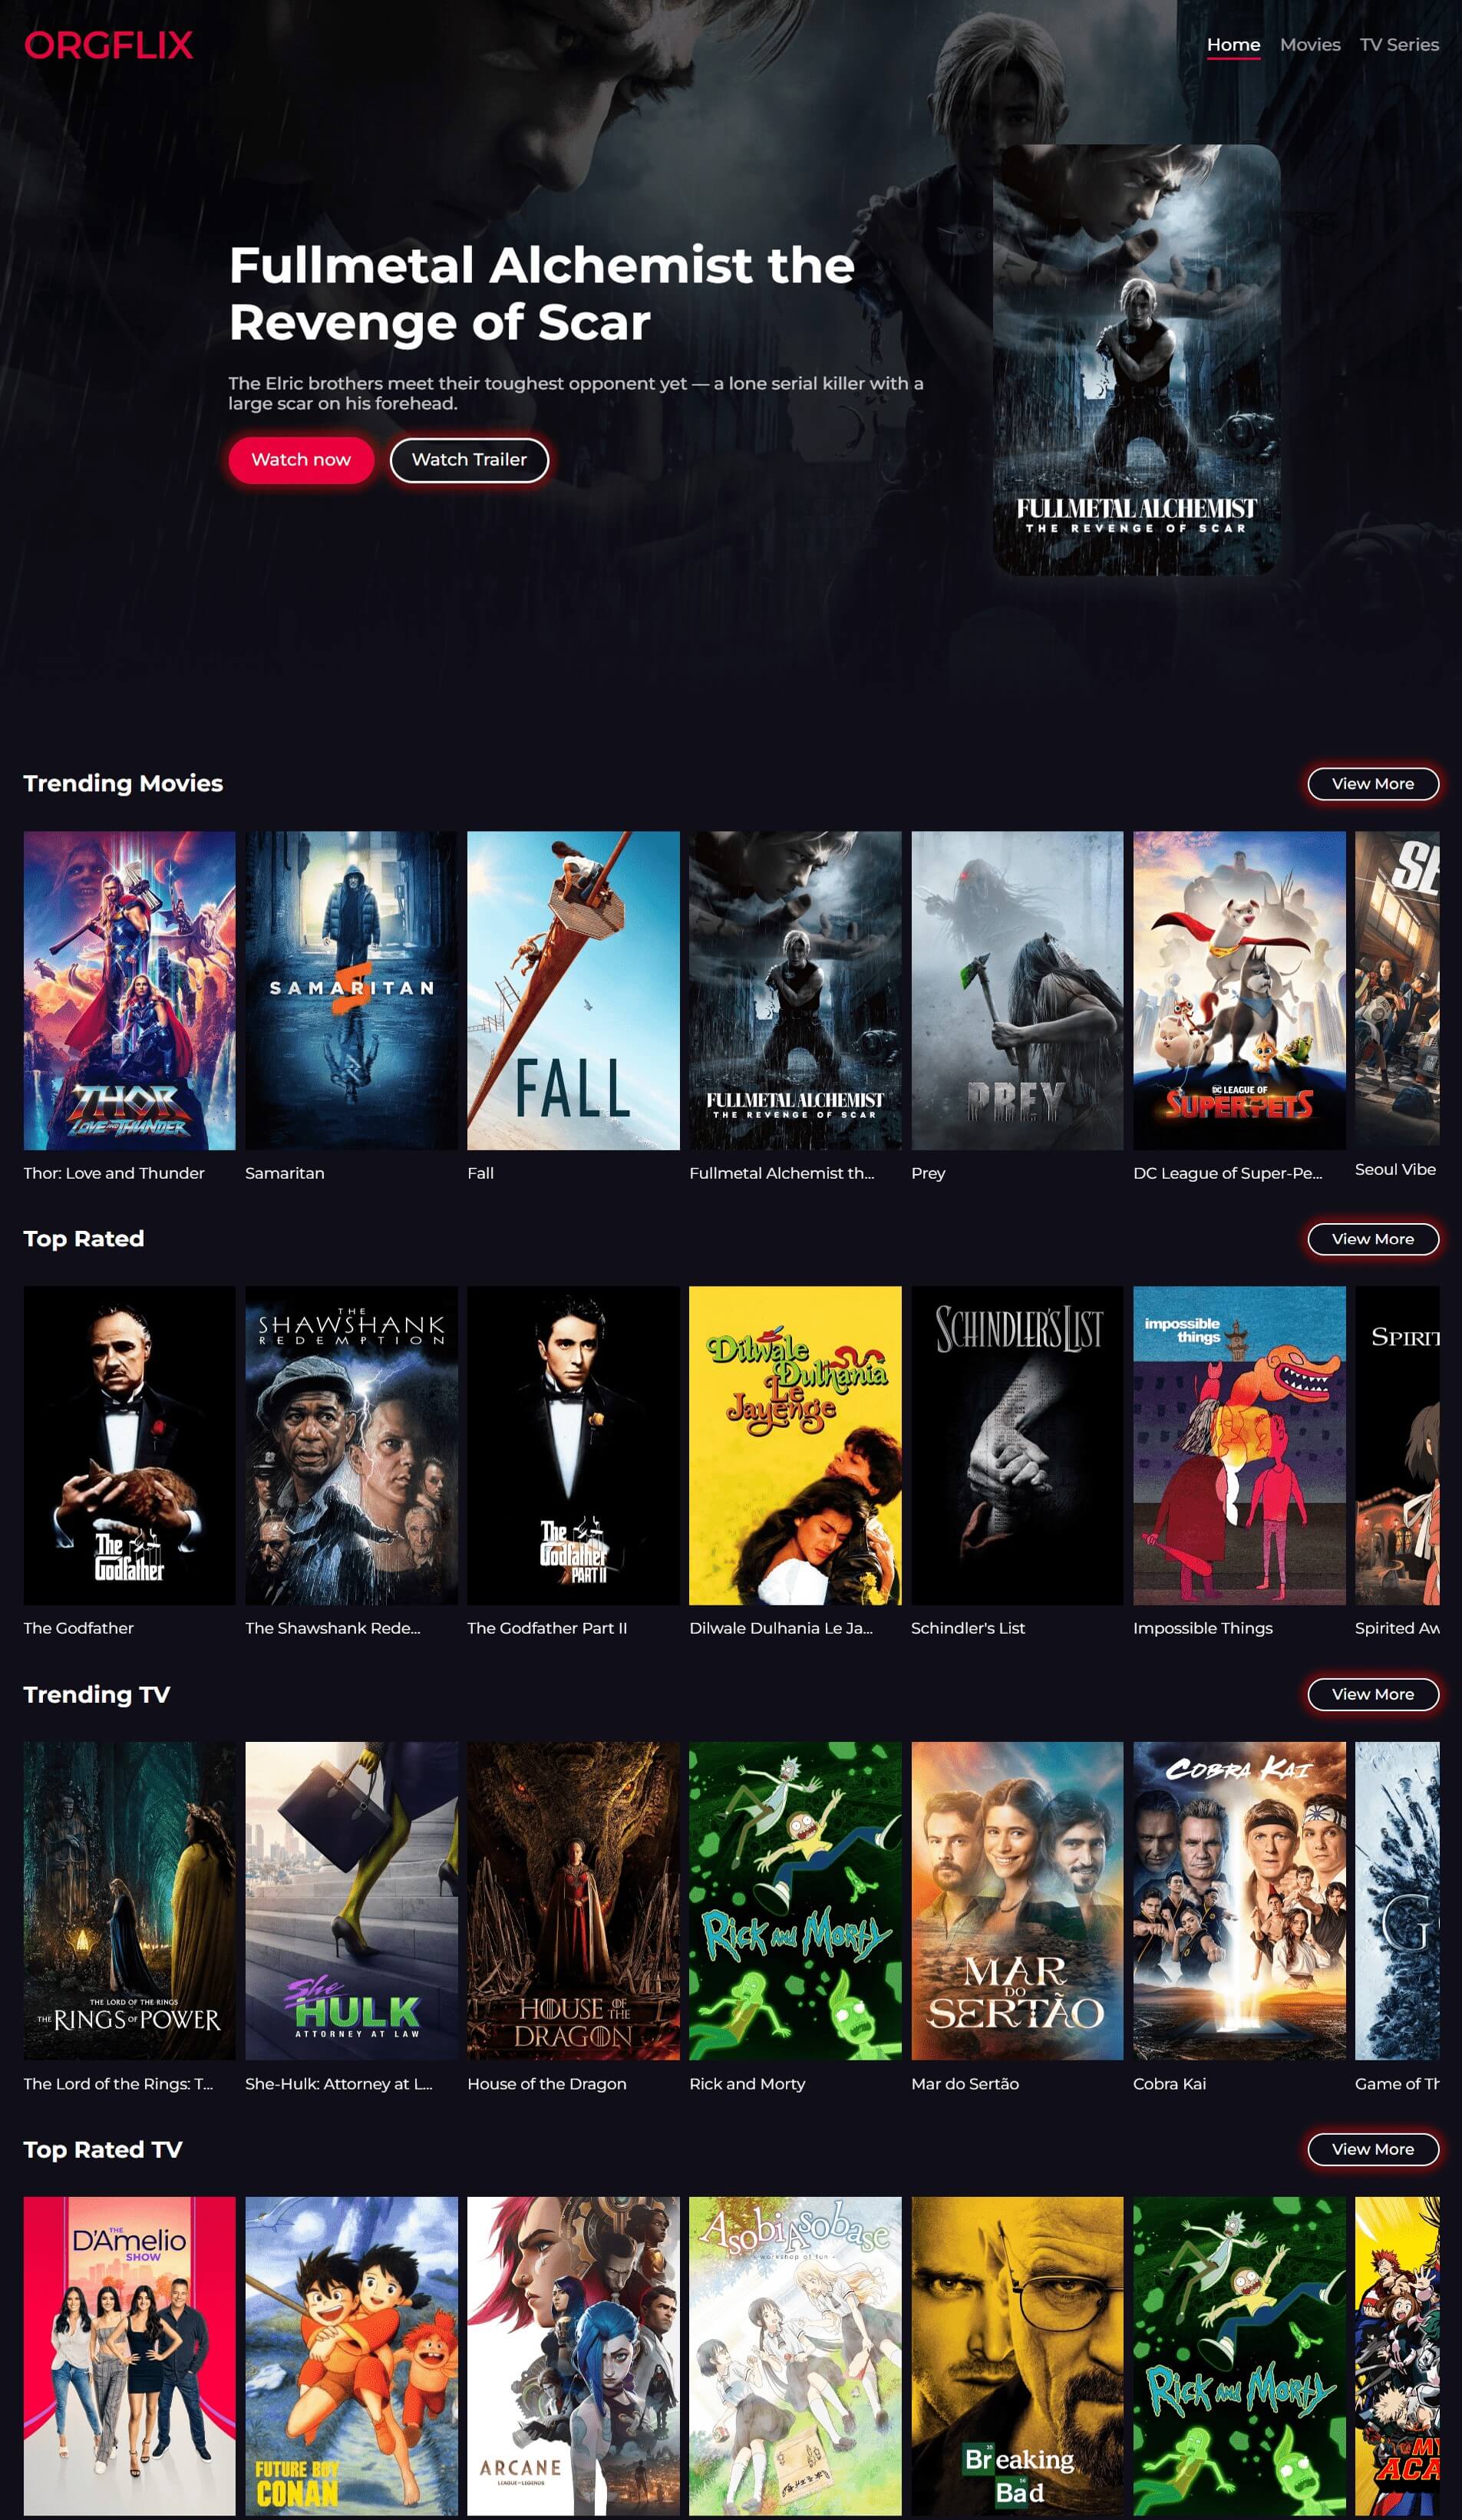 ORGFLIX
Home Movies TV Series
Fullmetal Alchemist the
Revenge of Scar
The Elric brothers meet their toughest opponent yet — a lone serial killer with a
large scar on his forehead.
Watch now Watch Trailer
FULLMETAL ALCHEMIST
THE REVENGE OF SCAR
Trending Movies
View More
THOR
LOVE AND THUNDER
SAMARITAN
FALL
FULLMETAL ALCHEMIST
THE REVENGE OF SCAR
PREY
DC LEAGUE OF
SUPER-PETS
SE
Thor: Love and Thunder
Samaritan
Fall
Fullmetal Alchemist th...
Prey
DC League of Super-Pe...
Seoul Vibe
Top Rated
View More
The
Godfather
THE
SHAWSHANK
REDEMPTION
The
Godfather
PART II
Dilwale
Dulhania
Le
Jayenge
SCHINDLER'S LIST
impossible
things
SPIRIT
The Godfather
The Shawshank Rede...
The Godfather Part II
Dilwale Dulhania Le Ja...
Schindler's List
Impossible Things
Spirited Aw
Trending TV
View More
THE LORD OF THE RINGS
THE RINGS OF POWER
She
HULK
ATTORNEY AT LAW
HOUSE OF THE
DRAGON
Rick and Morty
MAR
DO
SERTÃO
COBRA KAI
G
The Lord of the Rings: T...
She-Hulk: Attorney at L...
House of the Dragon
Rick and Morty
Mar do Sertão
Cobra Kai
Game of Th
Top Rated TV
View More
THE
D'Amelio
SHOW
FUTURE BOY
CONAN
ARCANE
LEAGUE OF LEGENDS
Asobi Asobase
- workshop of fun -
35
Breaking
56
Bad
Rick and Morty
MY
ACA